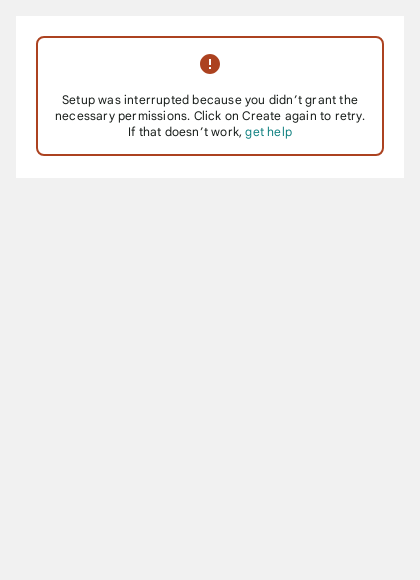 Setup was interrupted because you didn’t grant the
necessary permissions. Click on Create again to retry.
If that doesn’t work, get help